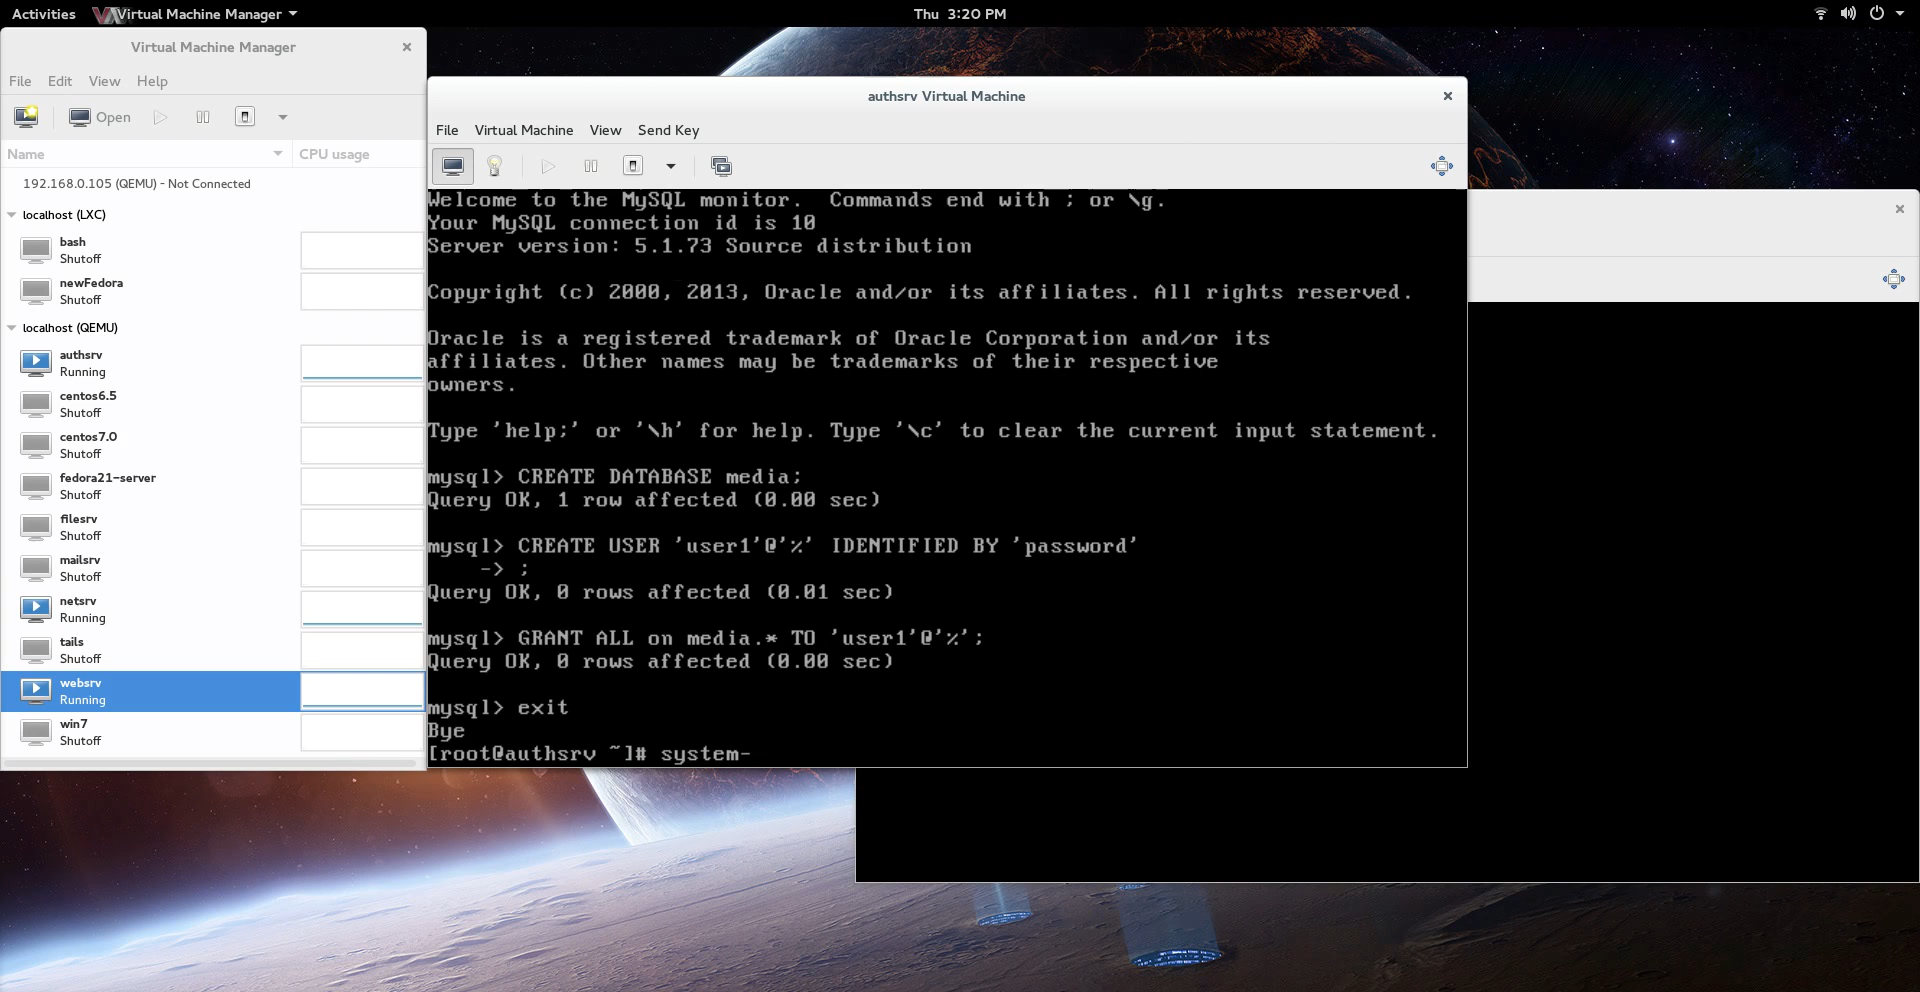 Activities Virtual Machine Manager Thu 3:20 PM
Virtual Machine Manager
File Edit View Help
Open
Name CPU usage
192.168.0.105 (QEMU) - Not Connected
localhost (LXC)
bash
Shutoff
newFedora
Shutoff
localhost (QEMU)
authsrv
Running
centos6.5
Shutoff
centos7.0
Shutoff
fedora21-server
Shutoff
filesrv
Shutoff
mailsrv
Shutoff
netsrv
Running
tails
Shutoff
websrv
Running
win7
Shutoff
authsrv Virtual Machine
File Virtual Machine View Send Key
Welcome to the MySQL monitor.  Commands end with ; or \g.
Your MySQL connection id is 10
Server version: 5.1.73 Source distribution
Copyright (c) 2000, 2013, Oracle and/or its affiliates. All rights reserved.
Oracle is a registered trademark of Oracle Corporation and/or its
affiliates. Other names may be trademarks of their respective
owners.
Type 'help;' or '\h' for help. Type '\c' to clear the current input statement.
mysql> CREATE DATABASE media;
Query OK, 1 row affected (0.00 sec)
mysql> CREATE USER 'user1'@'%' IDENTIFIED BY 'password'
    -> ;
Query OK, 0 rows affected (0.01 sec)
mysql> GRANT ALL on media.* TO 'user1'@'%';
Query OK, 0 rows affected (0.00 sec)
mysql> exit
Bye
[root@authsrv ~]# system-